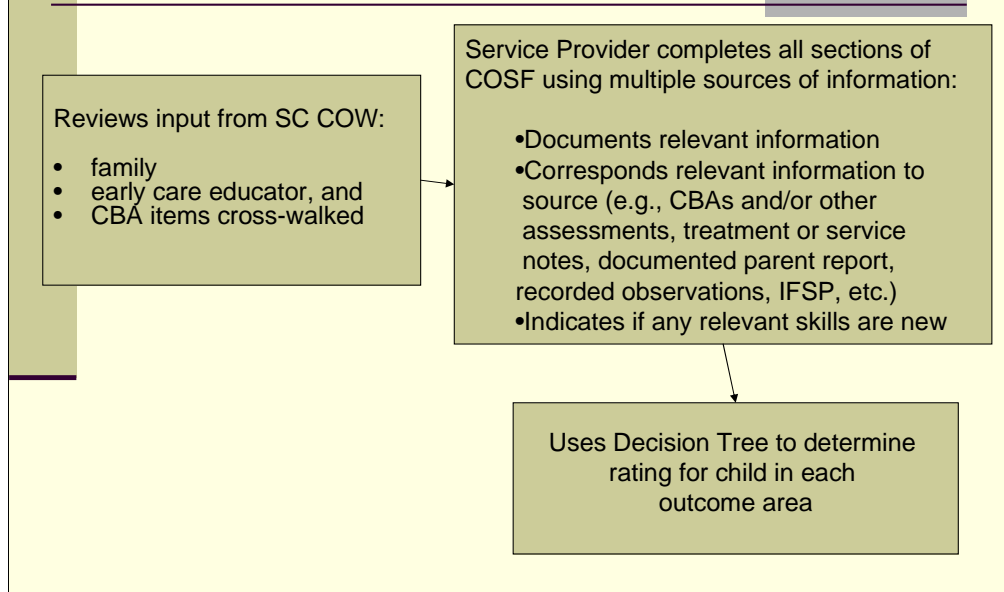 Reviews input from SC COW:
• family
• early care educator, and
• CBA items cross-walked
Service Provider completes all sections of
COSF using multiple sources of information:
•Documents relevant information
•Corresponds relevant information to
source (e.g., CBAs and/or other
assessments, treatment or service
notes, documented parent report,
recorded observations, IFSP, etc.)
•Indicates if any relevant skills are new
Uses Decision Tree to determine
rating for child in each
outcome area